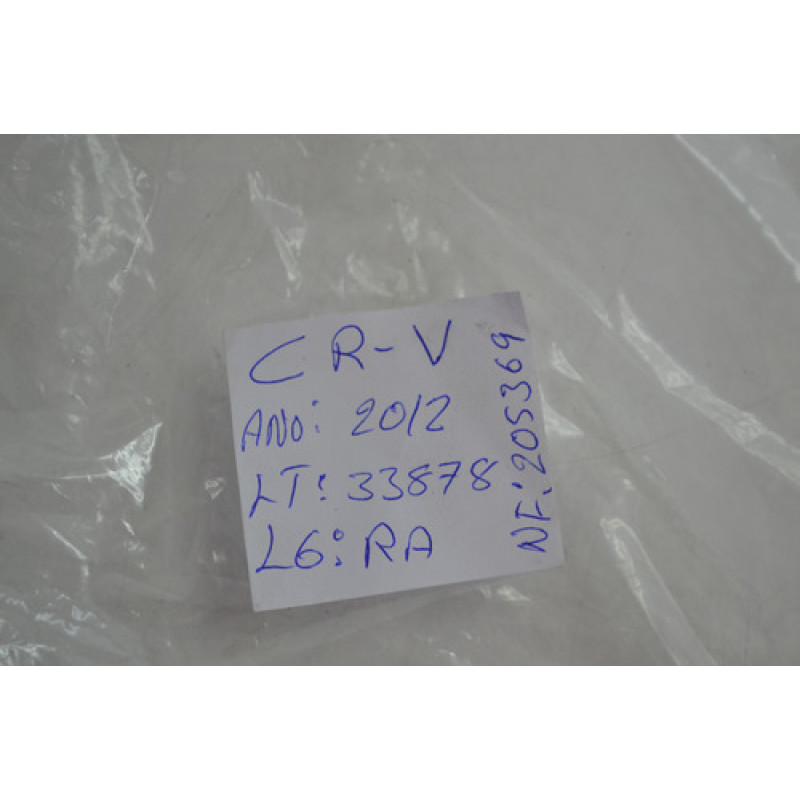 CR-V
ANO: 2012
LT: 33878
LG: RA
NF: 205369